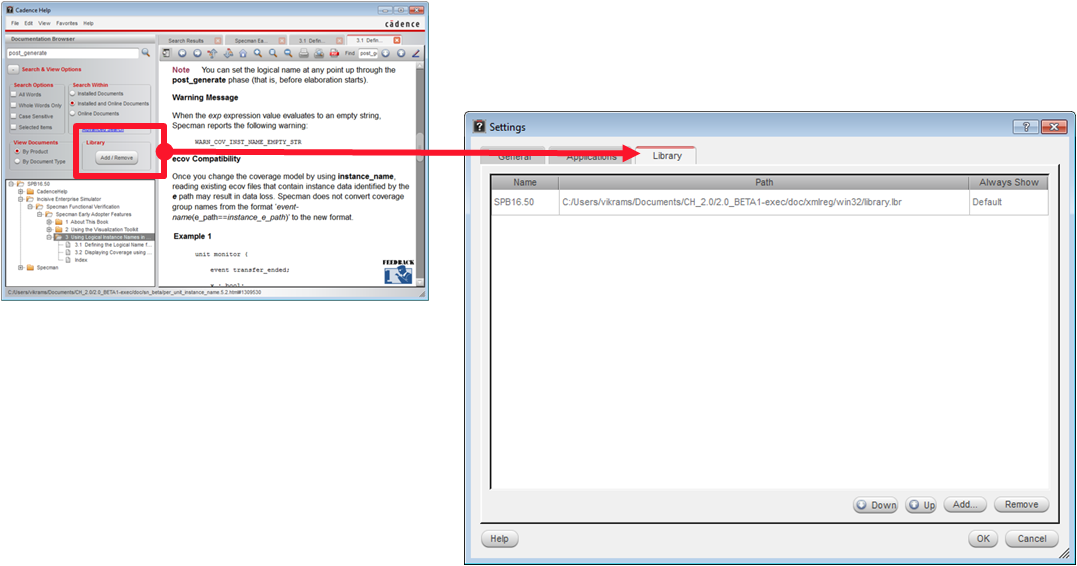 Cadence Help
File Edit View Favorites Help
cādence
Documentation Browser
Search Results
Specman Ea...
3.1 Defin...
3.1 Defin...
post_generate
Find post_p
Search & View Options
Search Options
All Words
Whole Words Only
Case Sensitive
Selected Items
Search Within
Installed Documents
Installed and Online Documents
Online Documents
Advanced Search
View Documents
By Product
By Document Type
Library
Add / Remove
SPB16.50
CadenceHelp
Incisive Enterprise Simulator
Specman Functional Verification
Specman Early Adopter Features
1 About This Book
2 Using the Visualization Toolkit
3 Using Logical Instance Names in
3.1 Defining the Logical Name f...
3.2 Displaying Coverage using ...
Index
Specman
Note You can set the logical name at any point up through the
post_generate phase (that is, before elaboration starts).
Warning Message
When the exp expression value evaluates to an empty string,
Specman reports the following warning:
WARN_COV_INST_NAME_EMPTY_STR
ecov Compatibility
Once you change the coverage model by using instance_name,
reading existing ecov files that contain instance data identified by the
e path may result in data loss. Specman does not convert coverage
group names from the format `event-
name(e_path==instance_e_path)' to the new format.
Example 1
unit monitor {
event transfer_ended;
x : bool;
FEEDBACK
C:/Users/vikrams/Documents/CH_2.0/2.0_BETA1-exec/doc/sn_beta/per_unit_instance_name.5.2.html#1309530
Settings
General
Applications
Library
Name Path Always Show
SPB16.50 C:/Users/vikrams/Documents/CH_2.0/2.0_BETA1-exec/doc/xmlreg/win32/library.lbr Default
Down Up Add... Remove
Help OK Cancel